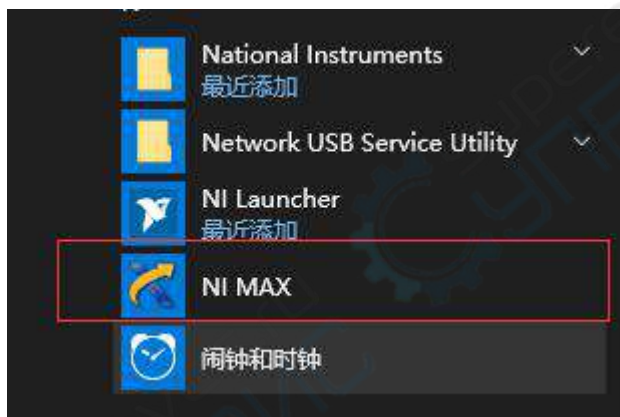 National Instruments
最近添加
Network USB Service Utility
NI Launcher
最近添加
NI MAX
闹钟和时钟